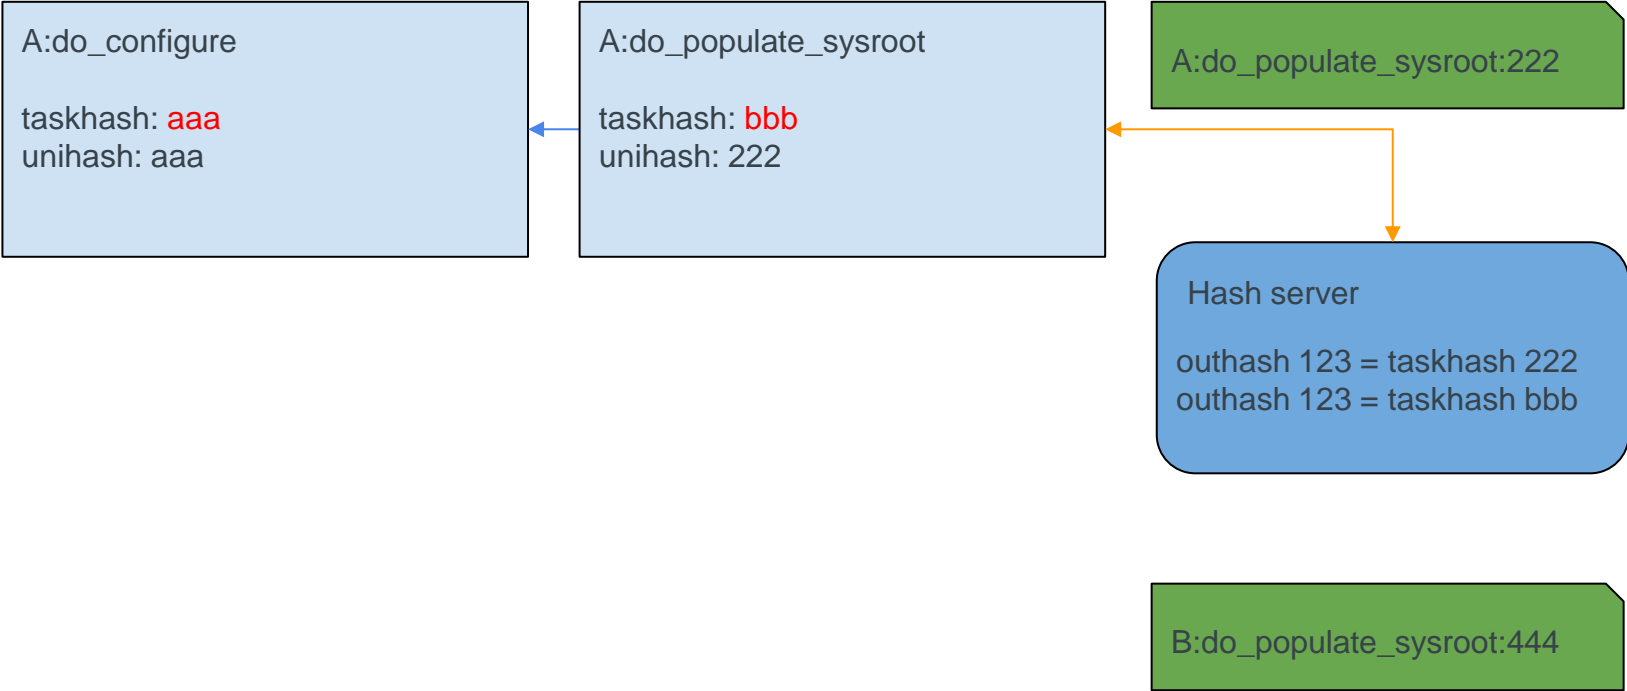 A:do_configure
taskhash: aaa
unihash: aaa
A:do_populate_sysroot
taskhash: bbb
unihash: 222
A:do_populate_sysroot:222
Hash server
outhash 123 = taskhash 222
outhash 123 = taskhash bbb
B:do_populate_sysroot:444